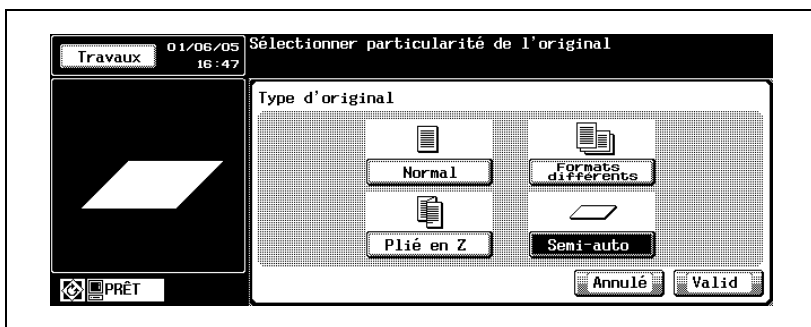 Travaux
01/06/05
16:47
Sélectionner particularité de l'original
Type d'original
Normal
Formats
différents
Plié en Z
Semi-auto
PRÊT
Annulé
Valid